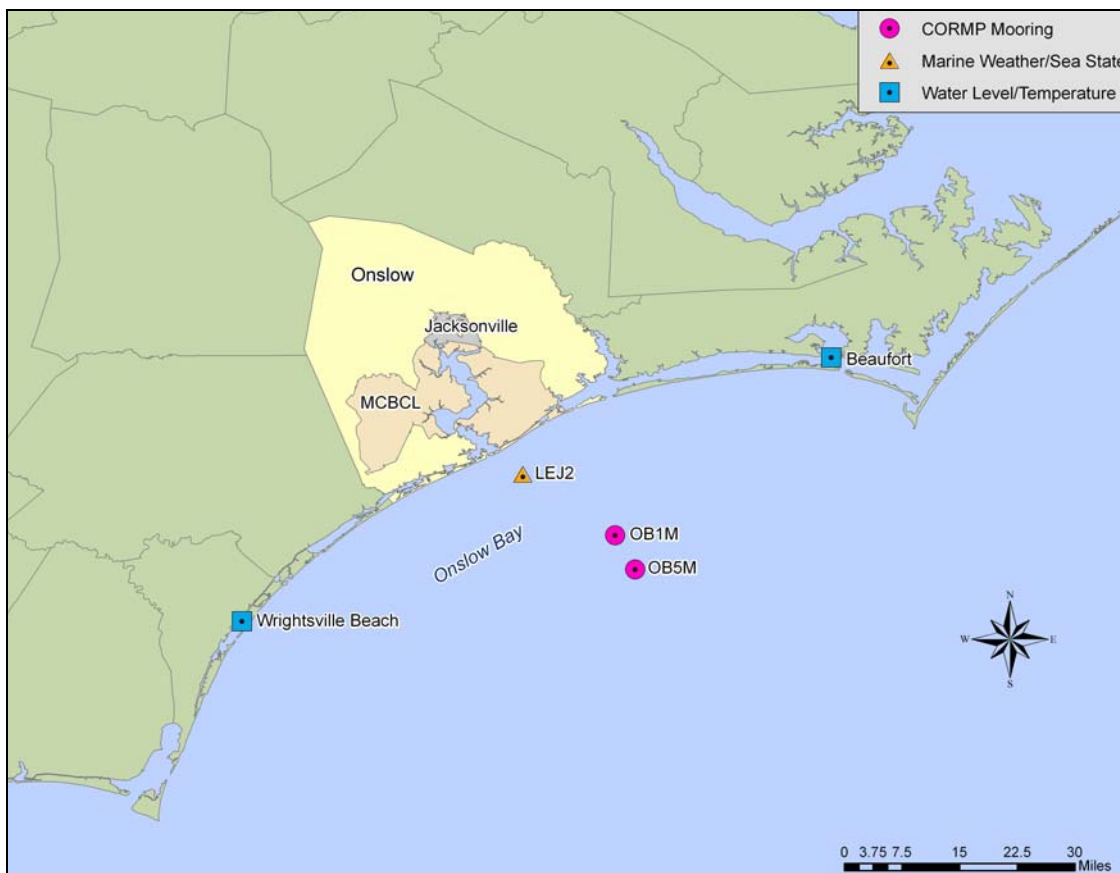 CORMP Mooring
Marine Weather/Sea State
Water Level/Temperature
Onslow
Jacksonville
Beaufort
MCBCL
LEJ2
OB1M
Onslow Bay
OB5M
Wrightsville Beach
N
W E
S
0 3.75 7.5 15 22.5 30
Miles